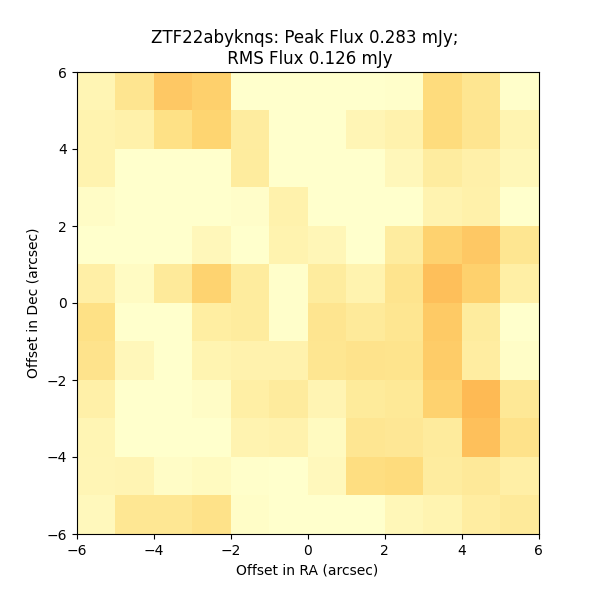 ZTF22abyknqs: Peak Flux 0.283 mJy;
RMS Flux 0.126 mJy
6
4
2
0
−2
−4
−6
Offset in Dec (arcsec)
−6 −4 −2 0 2 4 6
Offset in RA (arcsec)